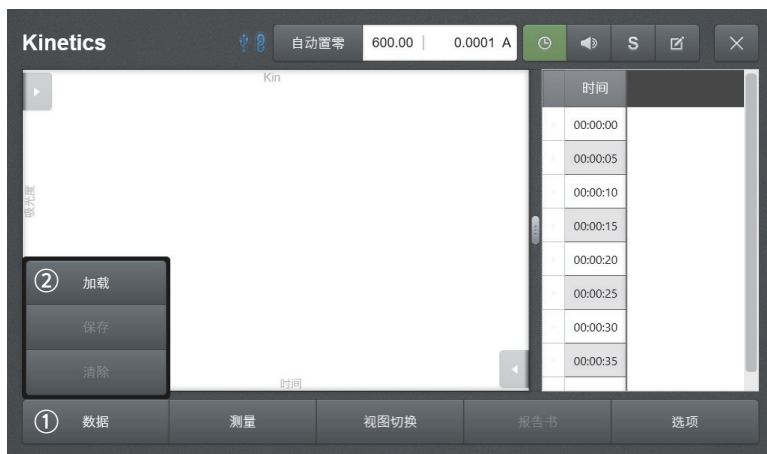 Kinetics 自动置零 600.00 | 0.0001 A S
Kin
时间
00:00:00
00:00:05
00:00:10
吸光度
00:00:15
00:00:20
② 加载
00:00:25
保存
00:00:30
清除
00:00:35
时间
① 数据 测量 视图切换 报告书 选项